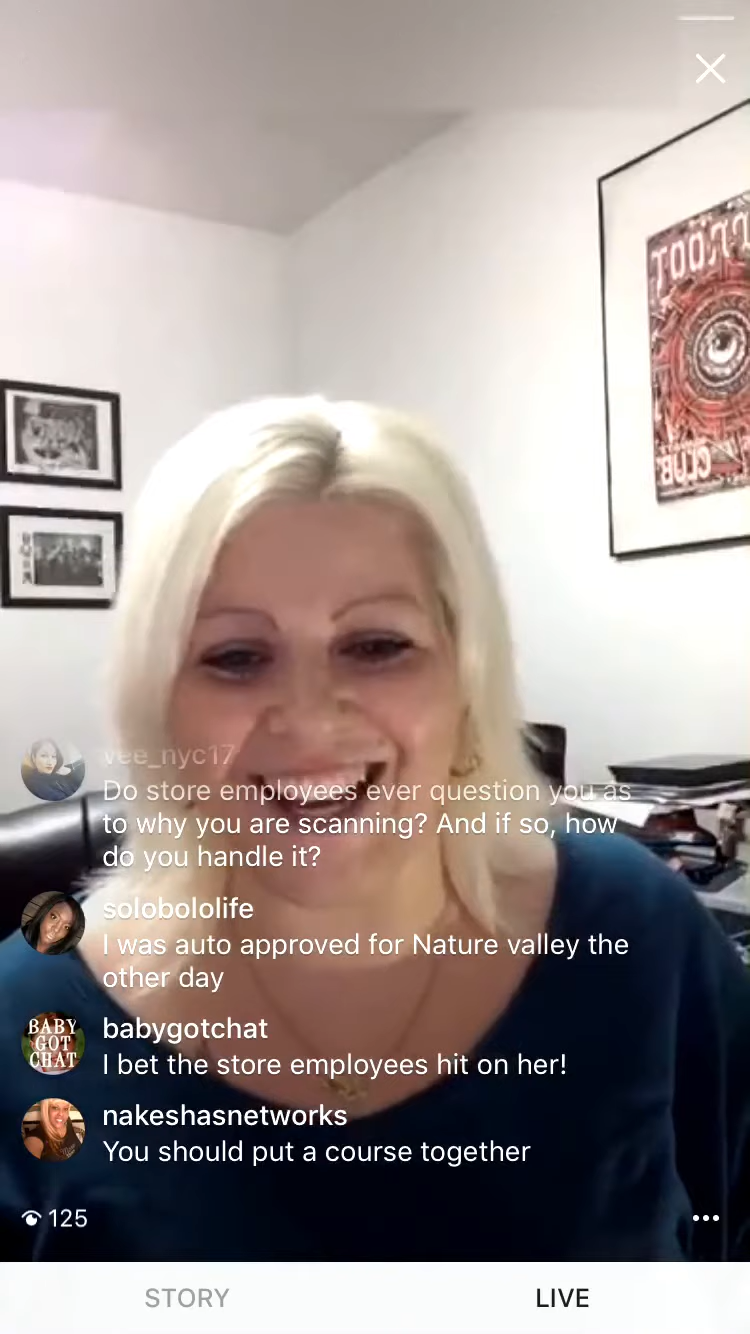 vee_nyc17
Do store employees ever question you as
to why you are scanning? And if so, how
do you handle it?
solobololife
I was auto approved for Nature valley the
other day
BABY
GOT
CHAT
babygotchat
I bet the store employees hit on her!
nakeshasnetworks
You should put a course together
125
STORY
LIVE
CLUB